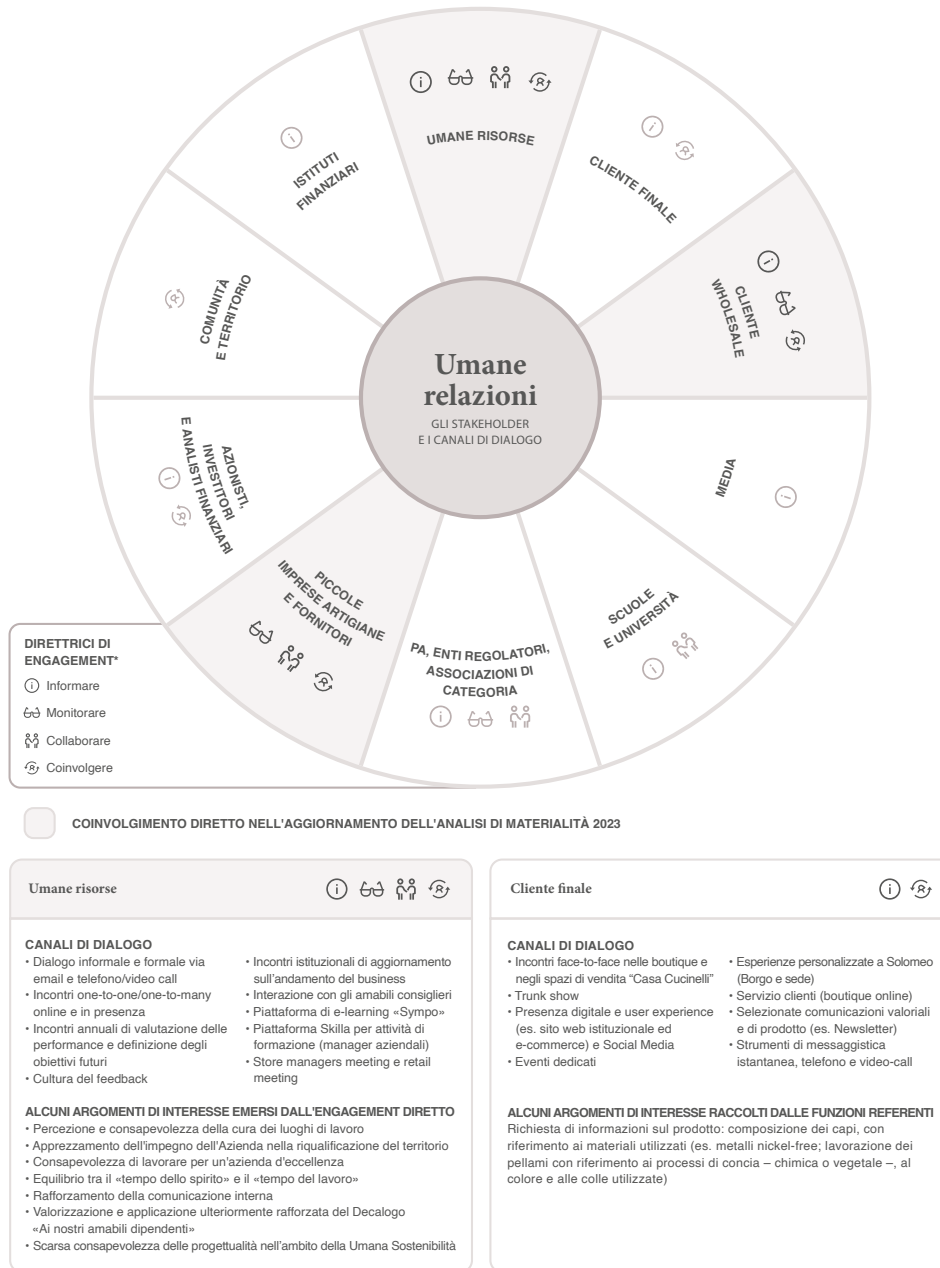 UMANE RISORSE
CLIENTE FINALE
CLIENTE
WHOLESALE
MEDIA
SCUOLE
E UNIVERSITÀ
PA, ENTI REGOLATORI,
ASSOCIAZIONI DI
CATEGORIA
PICCOLE
IMPRESE ARTIGIANE
E FORNITORI
AZIONISTI,
INVESTITORI
E ANALISTI FINANZIARI
COMUNITÀ
E TERRITORIO
ISTITUTI
FINANZIARI
Umane
relazioni
GLI STAKEHOLDER
E I CANALI DI DIALOGO
DIRETTRICI DI
ENGAGEMENT*
Informare
Monitorare
Collaborare
Coinvolgere
COINVOLGIMENTO DIRETTO NELL'AGGIORNAMENTO DELL'ANALISI DI MATERIALITÀ 2023
Umane risorse
CANALI DI DIALOGO
• Dialogo informale e formale via
email e telefono/video call
• Incontri one-to-one/one-to-many
online e in presenza
• Incontri annuali di valutazione delle
performance e definizione degli
obiettivi futuri
• Cultura del feedback
• Incontri istituzionali di aggiornamento
sull'andamento del business
• Interazione con gli amabili consiglieri
• Piattaforma di e-learning «Sympo»
• Piattaforma Skilla per attività di
formazione (manager aziendali)
• Store managers meeting e retail
meeting
ALCUNI ARGOMENTI DI INTERESSE EMERSI DALL'ENGAGEMENT DIRETTO
• Percezione e consapevolezza della cura dei luoghi di lavoro
• Apprezzamento dell'impegno dell'Azienda nella riqualificazione del territorio
• Consapevolezza di lavorare per un'azienda d'eccellenza
• Equilibrio tra il «tempo dello spirito» e il «tempo del lavoro»
• Rafforzamento della comunicazione interna
• Valorizzazione e applicazione ulteriormente rafforzata del Decalogo
«Ai nostri amabili dipendenti»
• Scarsa consapevolezza delle progettualità nell'ambito della Umana Sostenibilità
Cliente finale
CANALI DI DIALOGO
• Incontri face-to-face nelle boutique e
negli spazi di vendita “Casa Cucinelli”
• Trunk show
• Presenza digitale e user experience
(es. sito web istituzionale ed
e-commerce) e Social Media
• Eventi dedicati
• Esperienze personalizzate a Solomeo
(Borgo e sede)
• Servizio clienti (boutique online)
• Selezionate comunicazioni valoriali
e di prodotto (es. Newsletter)
• Strumenti di messaggistica
istantanea, telefono e video-call
ALCUNI ARGOMENTI DI INTERESSE RACCOLTI DALLE FUNZIONI REFERENTI
Richiesta di informazioni sul prodotto: composizione dei capi, con
riferimento ai materiali utilizzati (es. metalli nickel-free; lavorazione dei
pellami con riferimento ai processi di concia – chimica o vegetale –, al
colore e alle colle utilizzate)